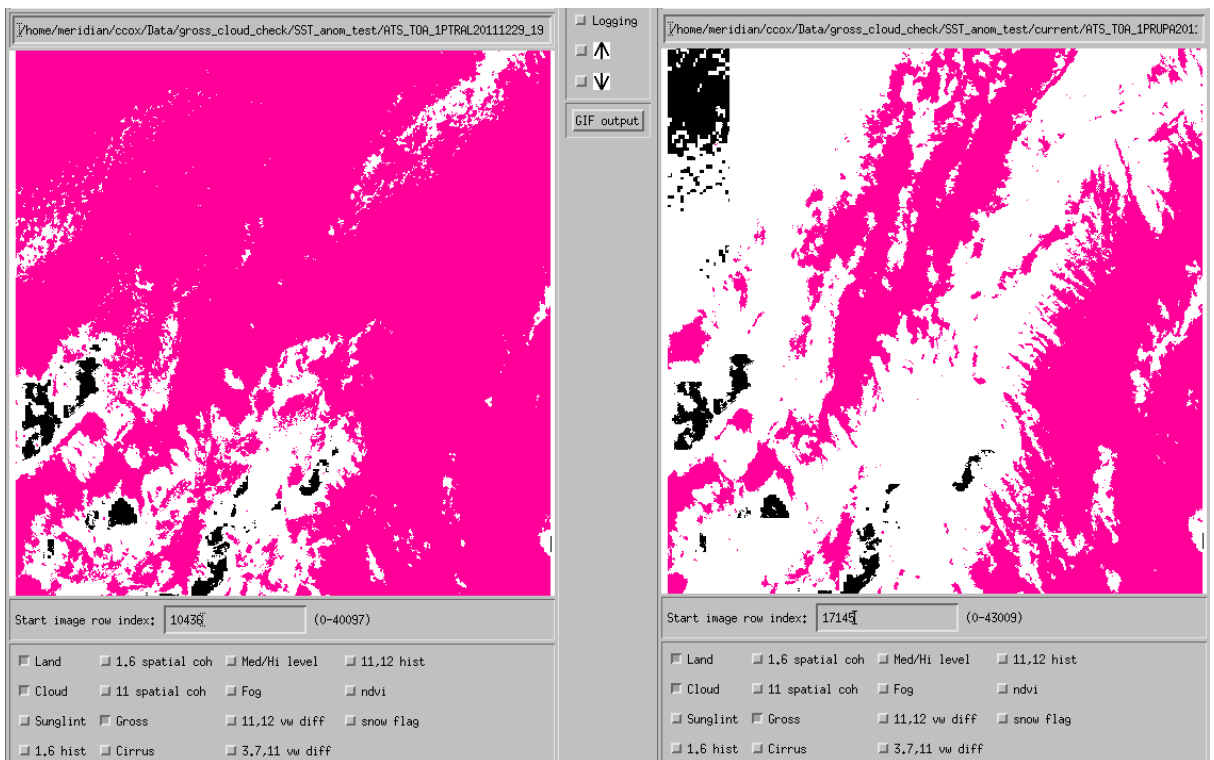 /home/meridian/ccox/Data/gross_cloud_check/SST_anom_test/ATS_TOA_1PTRAL20111229_19
Start image row index: 10436 (0-40097)
Land 1.6 spatial coh Med/Hi level 11,12 hist
Cloud 11 spatial coh Fog ndvi
Sunglint Gross 11,12 vw diff snow flag
1.6 hist Cirrus 3.7,11 vw diff
Logging
GIF output
/home/meridian/ccox/Data/gross_cloud_check/SST_anom_test/current/ATS_TOA_1PRUPA201
Start image row index: 17145 (0-43009)
Land 1.6 spatial coh Med/Hi level 11,12 hist
Cloud 11 spatial coh Fog ndvi
Sunglint Gross 11,12 vw diff snow flag
1.6 hist Cirrus 3.7,11 vw diff